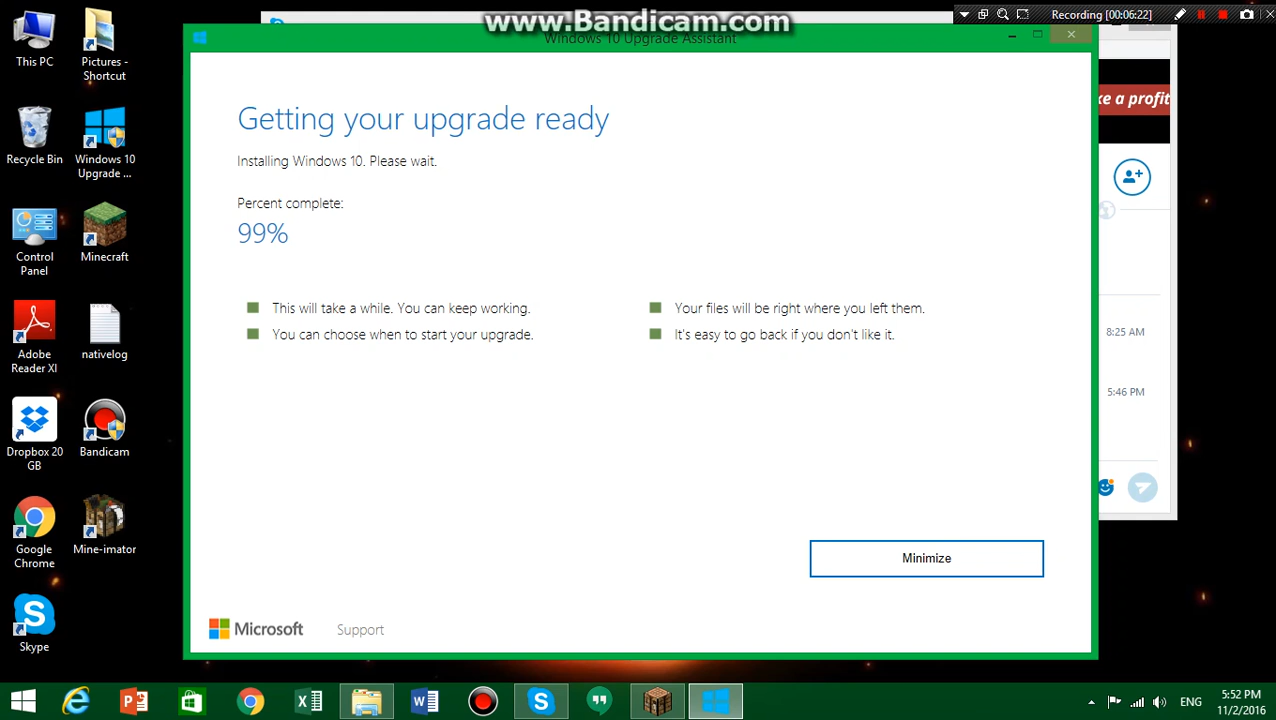 www.Bandicam.com
Recording [00:06:22]
Windows 10 Upgrade Assistant
This PC
Pictures -
Shortcut
Recycle Bin
Windows 10
Upgrade ...
Control
Panel
Minecraft
Adobe
Reader XI
nativelog
Dropbox 20
GB
Bandicam
Google
Chrome
Mine-imator
Skype
Getting your upgrade ready
Installing Windows 10. Please wait.
Percent complete:
99%
This will take a while. You can keep working.
You can choose when to start your upgrade.
Your files will be right where you left them.
It's easy to go back if you don't like it.
Minimize
Microsoft
Support
ke a profit
8:25 AM
5:46 PM
ENG
5:52 PM
11/2/2016